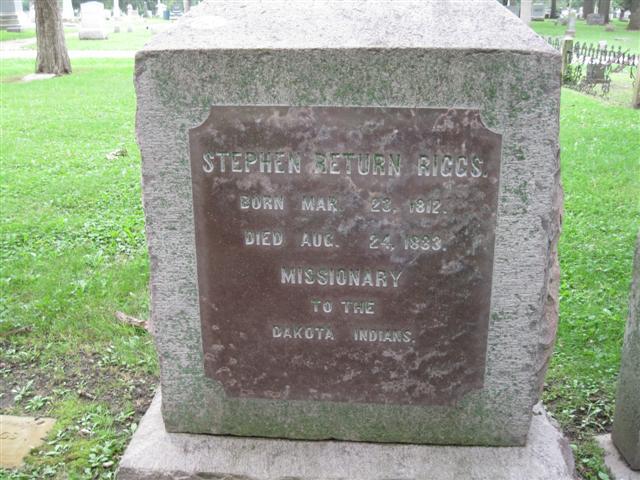 STEPHEN RETURN RIGGS.
BORN MAR. 23, 1812.
DIED AUG. 24, 1883.
MISSIONARY
TO THE
DAKOTA INDIANS.